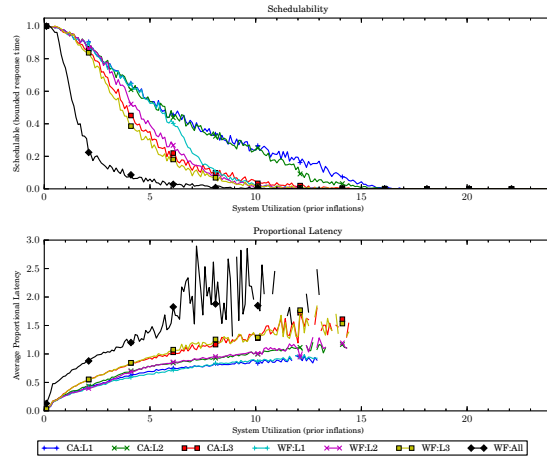 Schedulability
Schedulable (bounded response time)
1.0
0.8
0.6
0.4
0.2
0.0
0 5 10 15 20
System Utilization (prior inflations)
Proportional Latency
Average Proportional Latency
3.0
2.5
2.0
1.5
1.0
0.5
0.0
0 5 10 15 20
System Utilization (prior inflations)
CA:L1 CA:L2 CA:L3 WF:L1 WF:L2 WF:L3 WF:All